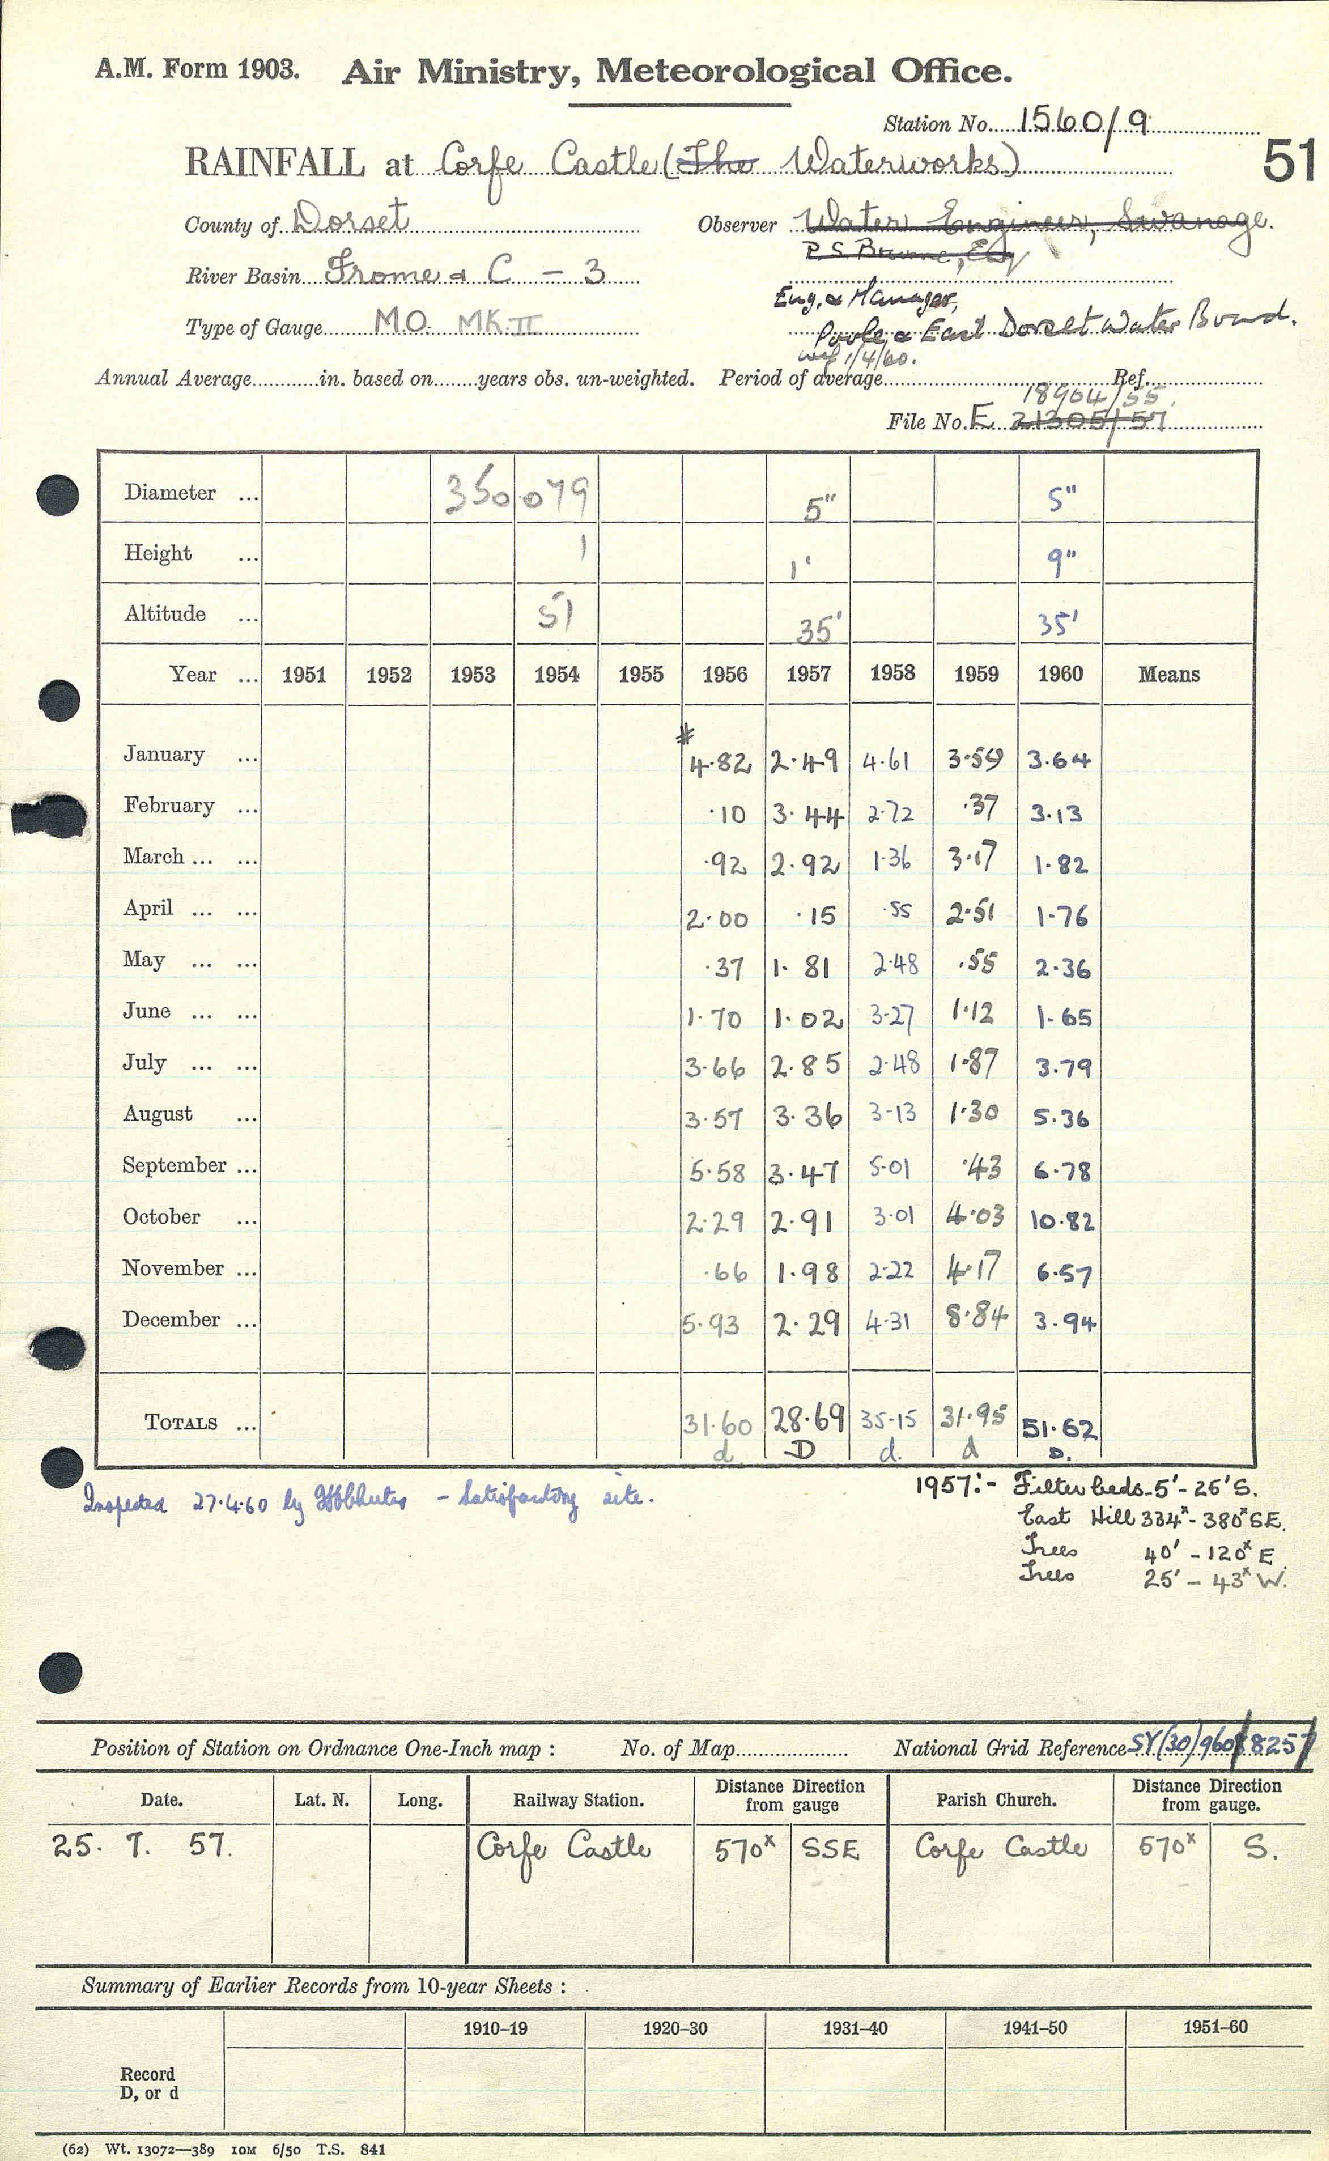 A.M. Form 1903. Air Ministry, Meteorological Office.
Station No. 1560/9
RAINFALL at Corfe Castle (The Waterworks) 51
County of Dorset Observer Water Engineer, Swanage.
P.S. Bourne, Esq
River Basin Frome & C - 3
Eng. & Manager,
Type of Gauge M.O. MK.II Poole & East Dorset Water Board.
wef 1/4/60.
Annual Average in. based on years obs. un-weighted. Period of average Ref.
18904/55.
File No. E 21305/57
Diameter ... 350 079 5" 5"
Height ... 1 1' 9"
Altitude ... 51 35' 35'
Year ... 1951 1952 1953 1954 1955 1956 1957 1958 1959 1960 Means
*
January ... 4.82 2.49 4.61 3.59 3.64
February ... .10 3.44 2.72 .37 3.13
March ... ... .92 2.92 1.36 3.17 1.82
April ... ... 2.00 .15 .55 2.51 1.76
May ... ... .37 1.81 2.48 .55 2.36
June ... ... 1.70 1.02 3.27 1.12 1.65
July ... ... 3.66 2.85 2.48 1.87 3.79
August ... 3.57 3.36 3.13 1.30 5.36
September ... 5.58 3.47 5.01 .43 6.78
October ... 2.29 2.91 3.01 4.03 10.82
November ... .66 1.98 2.22 4.17 6.57
December ... 5.93 2.29 4.31 8.84 3.94
TOTALS ... 31.60 28.69 35.15 31.95 51.62
d D d. d D.
Inspected 27.4.60 by - Satisfactory site.
1957:- Filter beds - 5' - 26'S.
East Hill 334x - 380x SE.
Trees 40' - 120x E
Trees 25' - 43x W.
Position of Station on Ordnance One-Inch map : No. of Map National Grid Reference SY(30)960/825/
Date. Lat. N. Long. Railway Station. Distance from gauge Direction Parish Church. Distance from gauge. Direction
25. 7. 57. Corfe Castle 570x SSE Corfe Castle 570x S.
Summary of Earlier Records from 10-year Sheets :
1910–19 1920–30 1931–40 1941–50 1951–60
Record
D, or d
(62) Wt. 13072—389 10M 6/50 T.S. 841